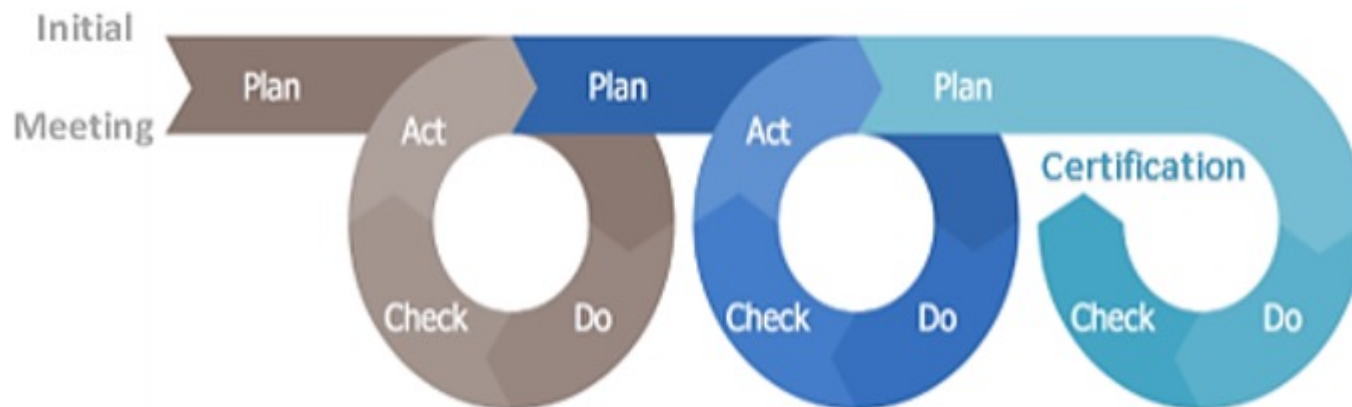 Initial
Meeting
Plan
Act
Check
Do
Plan
Act
Check
Do
Plan
Certification
Check
Do